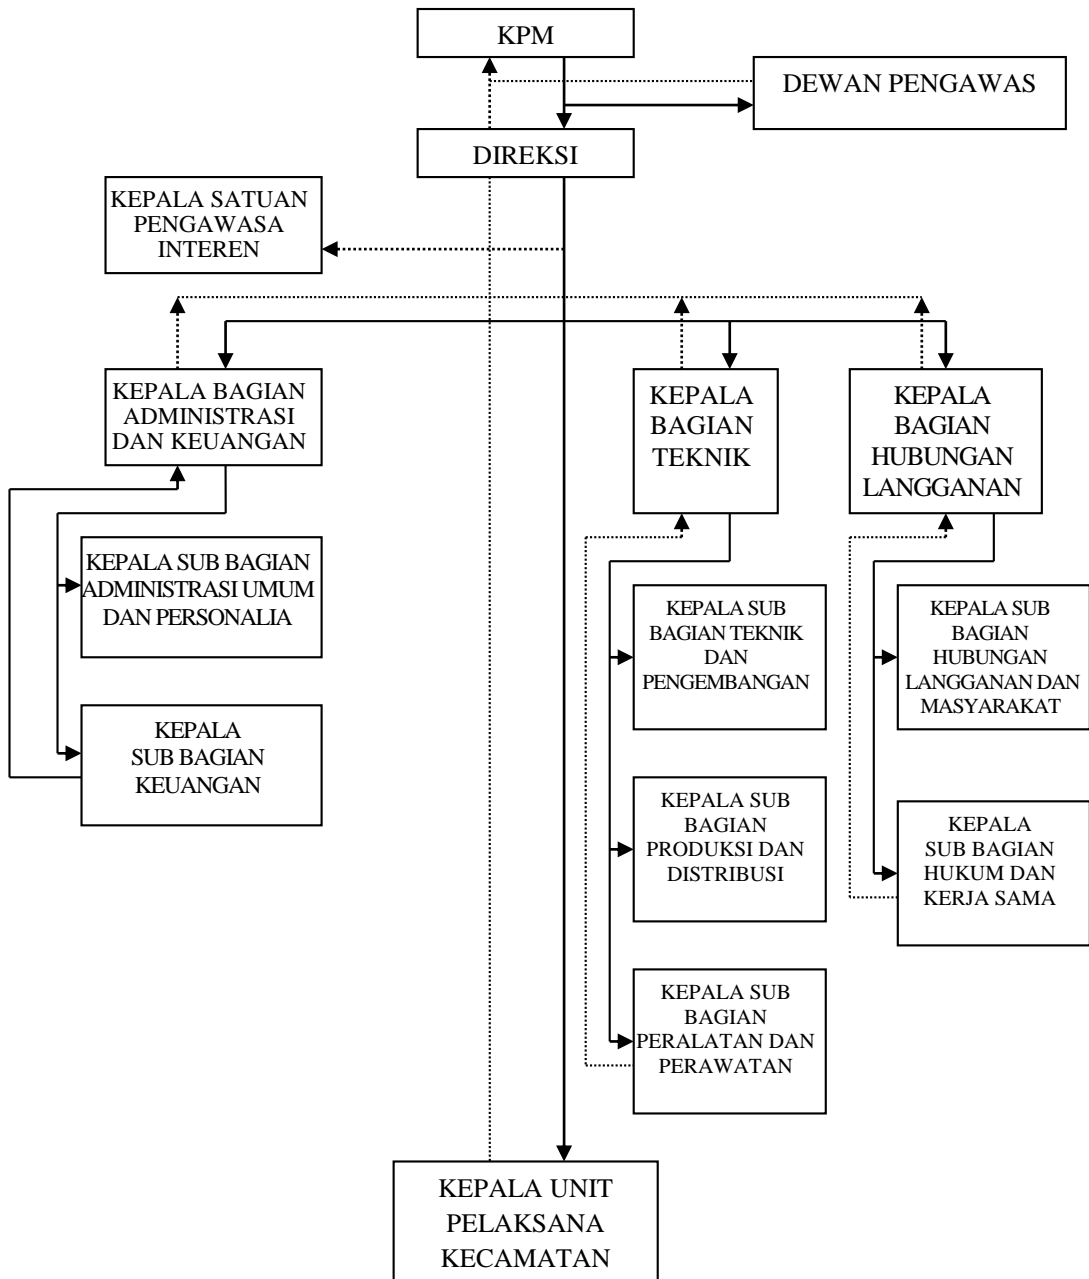 KPM
DEWAN PENGAWAS
DIREKSI
KEPALA SATUAN
PENGAWASA
INTEREN
KEPALA BAGIAN
ADMINISTRASI
DAN KEUANGAN
KEPALA
BAGIAN
TEKNIK
KEPALA
BAGIAN
HUBUNGAN
LANGGANAN
KEPALA SUB BAGIAN
ADMINISTRASI UMUM
DAN PERSONALIA
KEPALA
SUB BAGIAN
KEUANGAN
KEPALA SUB
BAGIAN TEKNIK
DAN
PENGEMBANGAN
KEPALA SUB
BAGIAN
PRODUKSI DAN
DISTRIBUSI
KEPALA SUB
BAGIAN
PERALATAN DAN
PERAWATAN
KEPALA SUB
BAGIAN
HUBUNGAN
LANGGANAN DAN
MASYARAKAT
KEPALA
SUB BAGIAN
HUKUM DAN
KERJA SAMA
KEPALA UNIT
PELAKSANA
KECAMATAN